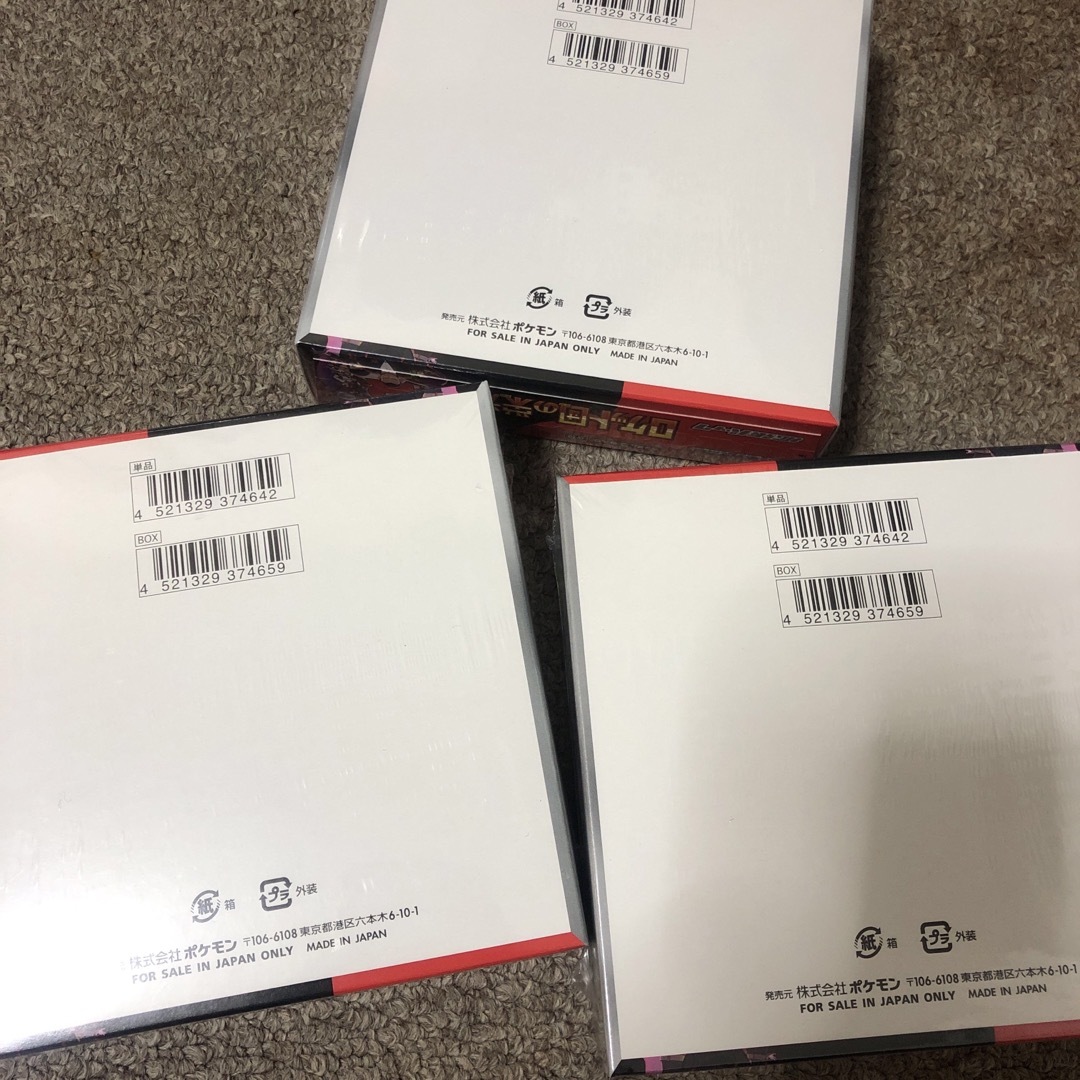 4 521329 374642
BOX
4 521329 374659
紙 箱 プラ 外装
発売元 株式会社ポケモン 〒106-6108 東京都港区六本木6-10-1
FOR SALE IN JAPAN ONLY MADE IN JAPAN
ロケット団の
単品
4 521329 374642
BOX
4 521329 374659
紙 箱 プラ 外装
株式会社ポケモン 〒106-6108 東京都港区六本木6-10-1
FOR SALE IN JAPAN ONLY MADE IN JAPAN
単品
4 521329 374642
BOX
4 521329 374659
紙 箱 プラ 外装
発売元 株式会社ポケモン 〒106-6108 東京都港区六本木6-10-1
FOR SALE IN JAPAN ONLY MADE IN JAPAN